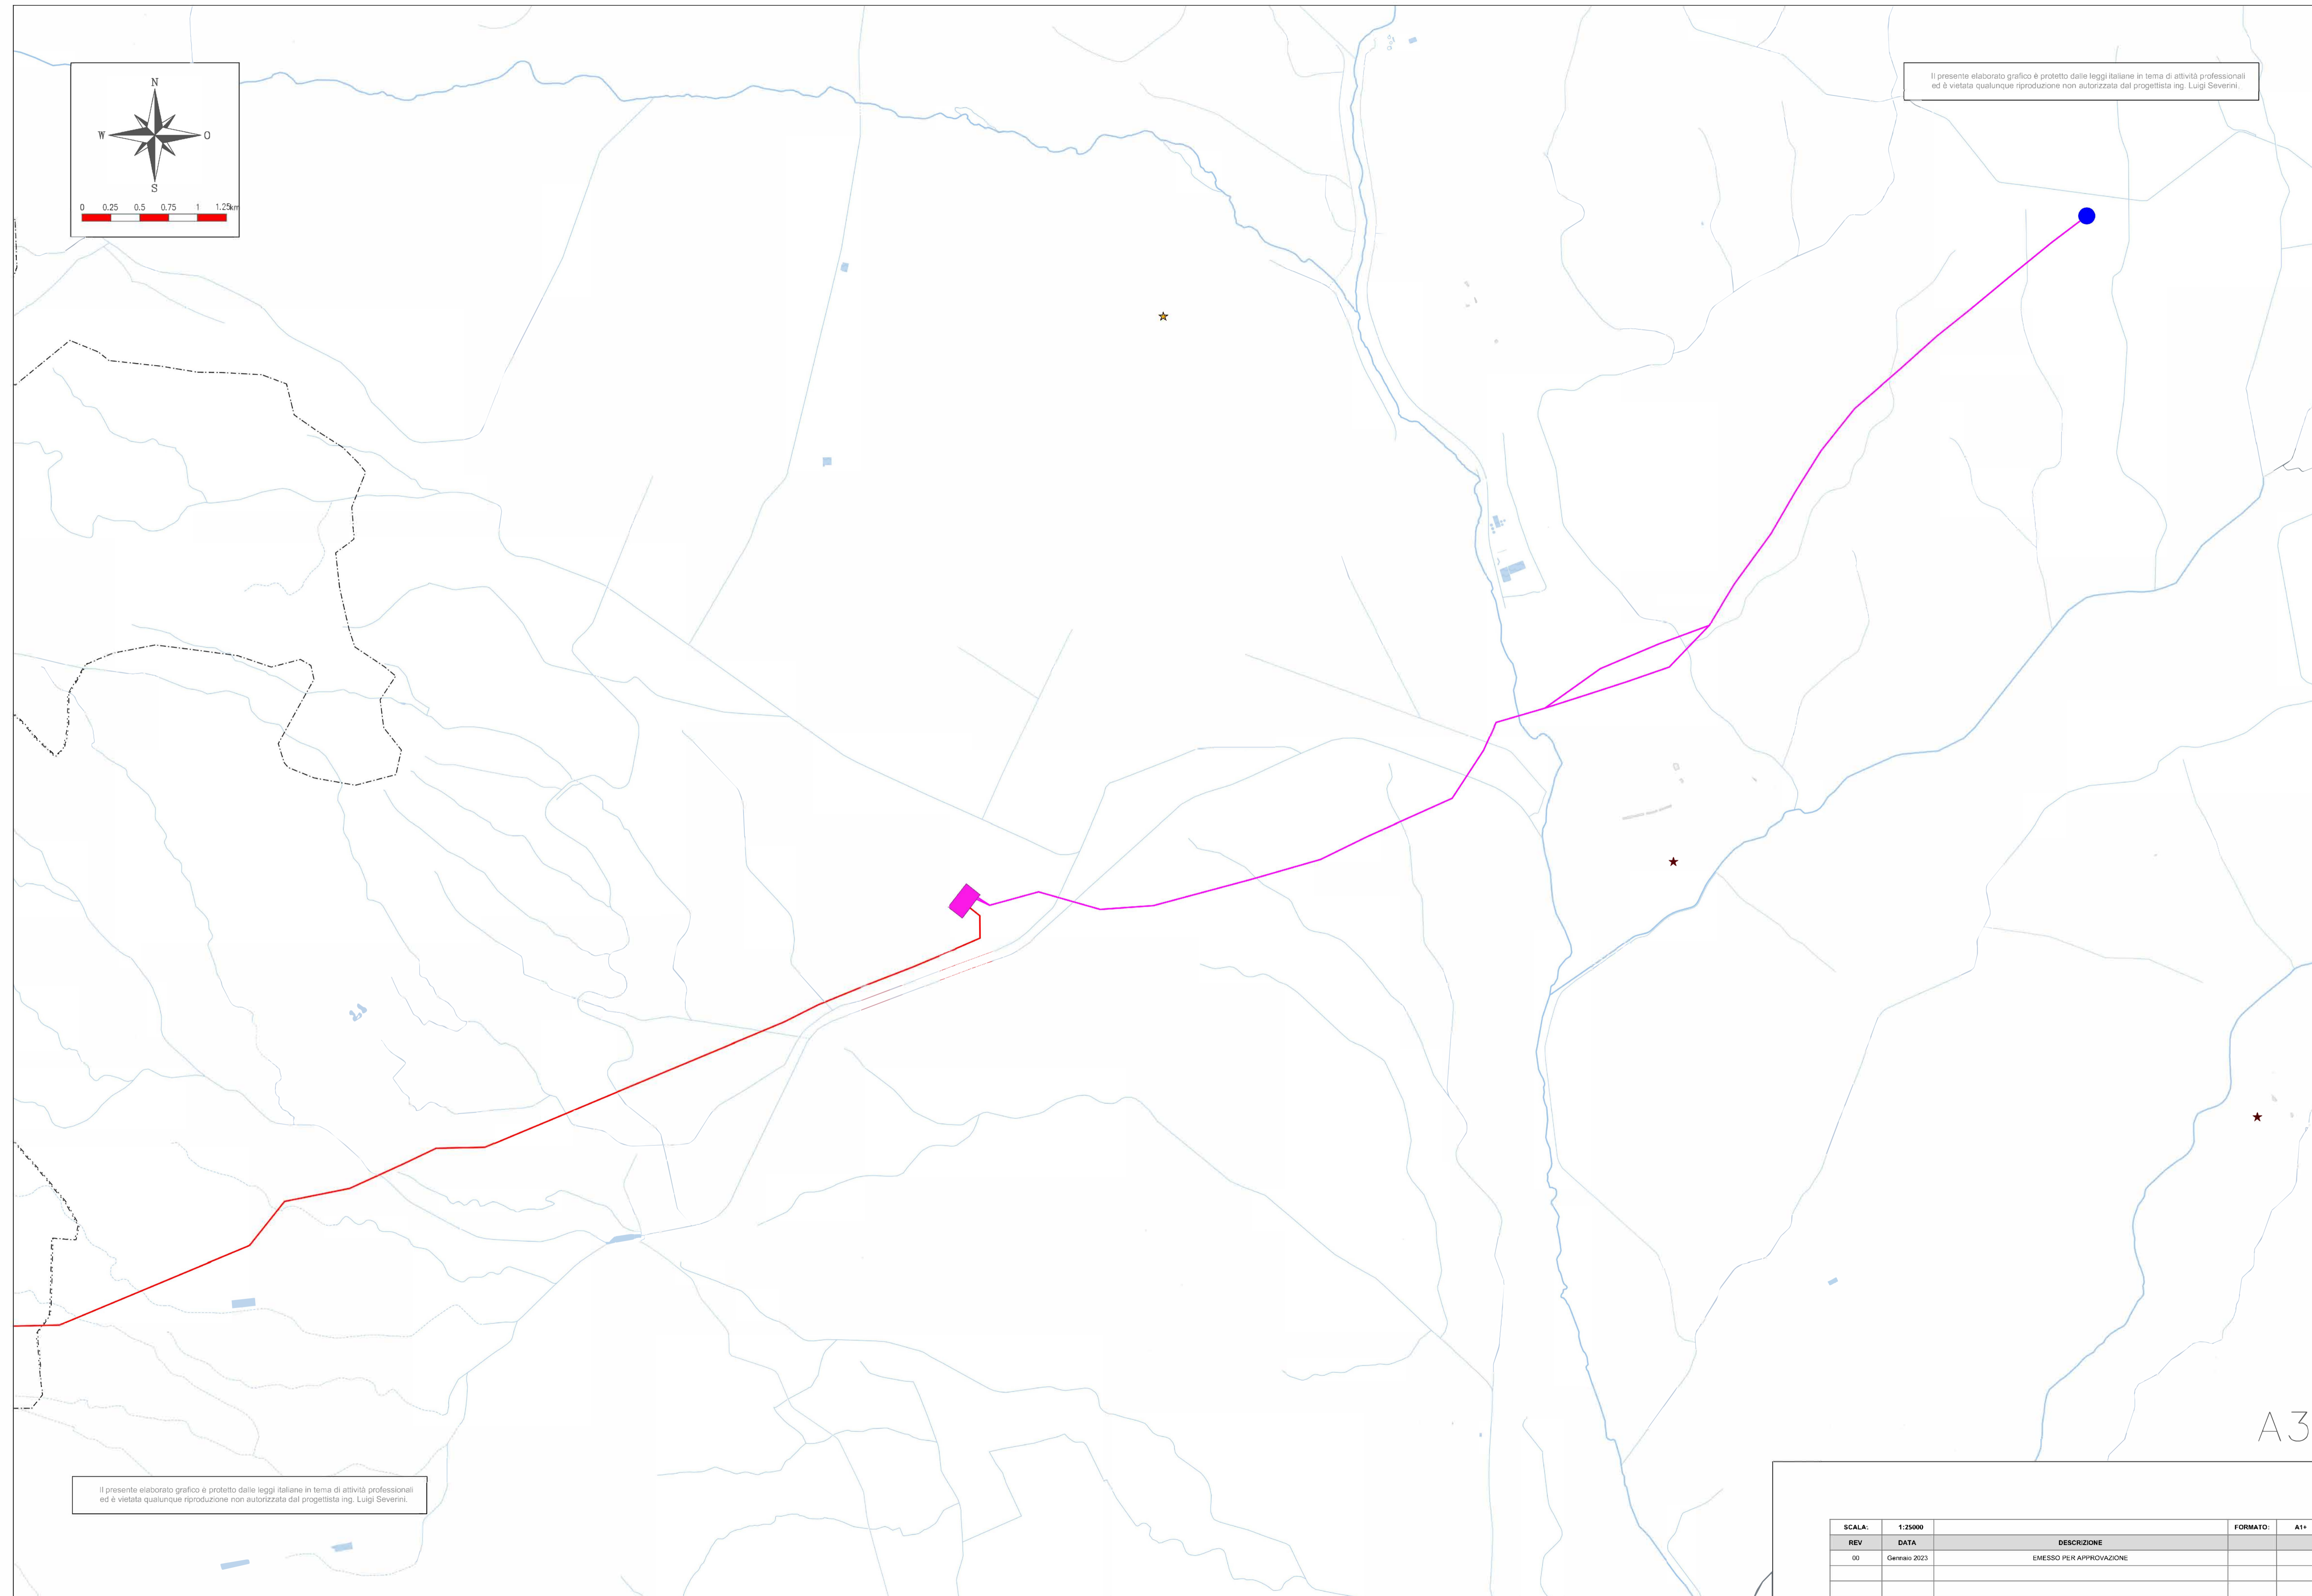 N
W O
S
0 0.25 0.5 0.75 1 1.25km
Il presente elaborato grafico è protetto dalle leggi italiane in tema di attività professionali
ed è vietata qualunque riproduzione non autorizzata dal progettista ing. Luigi Severini.
A3
Il presente elaborato grafico è protetto dalle leggi italiane in tema di attività professionali
ed è vietata qualunque riproduzione non autorizzata dal progettista ing. Luigi Severini.
SCALA: 1:25000 FORMATO: A1+
REV DATA DESCRIZIONE
00 Gennaio 2023 EMESSO PER APPROVAZIONE